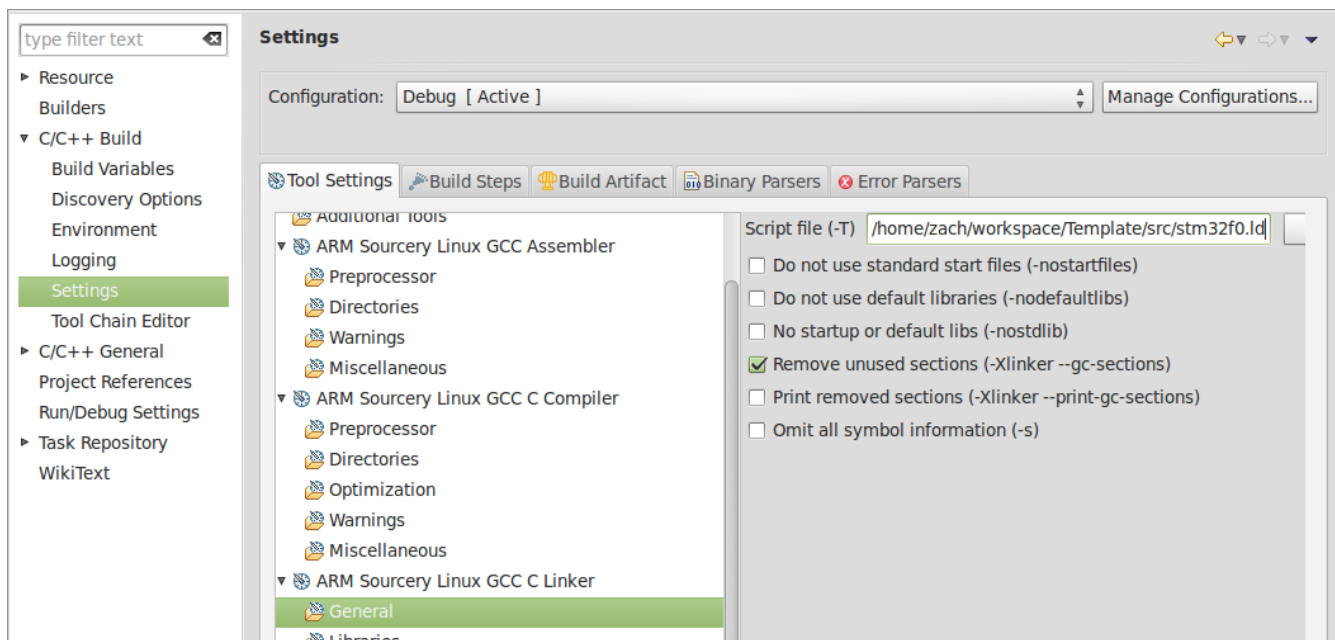 type filter text
Resource
Builders
C/C++ Build
Build Variables
Discovery Options
Environment
Logging
Settings
Tool Chain Editor
C/C++ General
Project References
Run/Debug Settings
Task Repository
WikiText
Settings
Configuration: Debug [ Active ] Manage Configurations...
Tool Settings Build Steps Build Artifact Binary Parsers Error Parsers
Additional Tools
ARM Sourcery Linux GCC Assembler
Preprocessor
Directories
Warnings
Miscellaneous
ARM Sourcery Linux GCC C Compiler
Preprocessor
Directories
Optimization
Warnings
Miscellaneous
ARM Sourcery Linux GCC C Linker
General
Libraries
Script file (-T) /home/zach/workspace/Template/src/stm32f0.ld
Do not use standard start files (-nostartfiles)
Do not use default libraries (-nodefaultlibs)
No startup or default libs (-nostdlib)
Remove unused sections (-Xlinker --gc-sections)
Print removed sections (-Xlinker --print-gc-sections)
Omit all symbol information (-s)